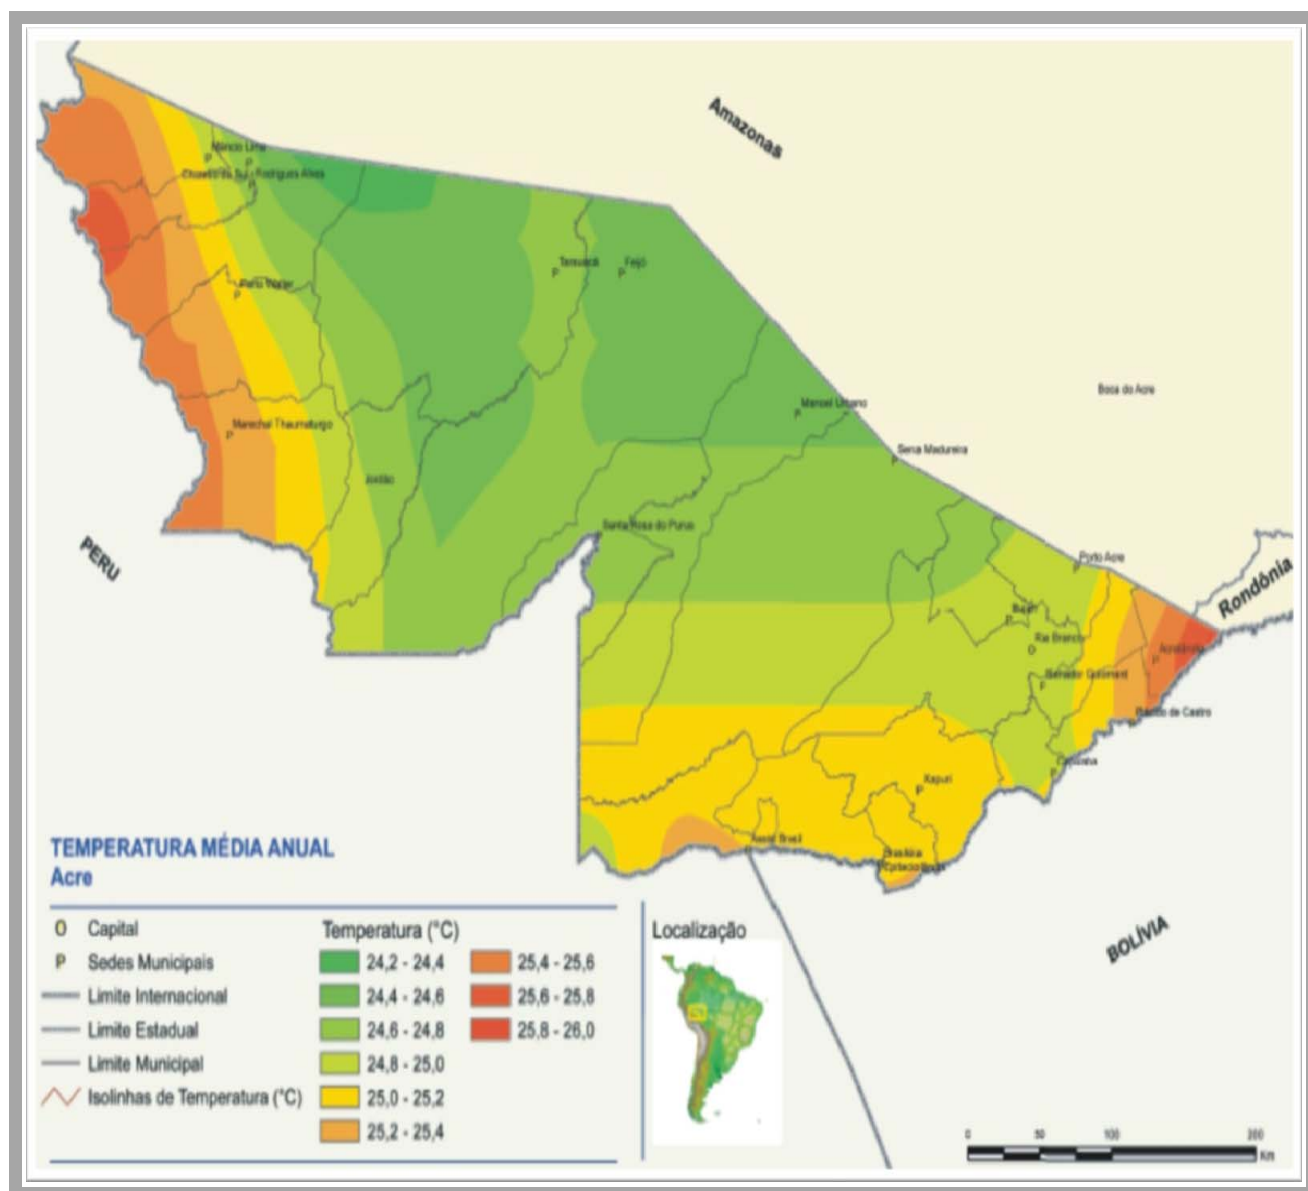 Amazonas
Mâncio Lima
Cruzeiro do Sul
Rodrigues Alves
Tarauacá
Feijó
Porto Walter
Boca do Acre
Manoel Urbano
Marechal Thaumaturgo
Sena Madureira
Jordão
Santa Rosa do Purus
PERU
Porto Acre
Rondônia
Bujari
Rio Branco
Acrelândia
Senador Guiomard
Plácido de Castro
Capixaba
Xapuri
Assis Brasil
Brasiléia
Epitaciolândia
BOLÍVIA
TEMPERATURA MÉDIA ANUAL
Acre
O Capital
P Sedes Municipais
Limite Internacional
Limite Estadual
Limite Municipal
Isolinhas de Temperatura (°C)
Temperatura (°C)
24,2 - 24,4
24,4 - 24,6
24,6 - 24,8
24,8 - 25,0
25,0 - 25,2
25,2 - 25,4
25,4 - 25,6
25,6 - 25,8
25,8 - 26,0
Localização
0 50 100 200
Km